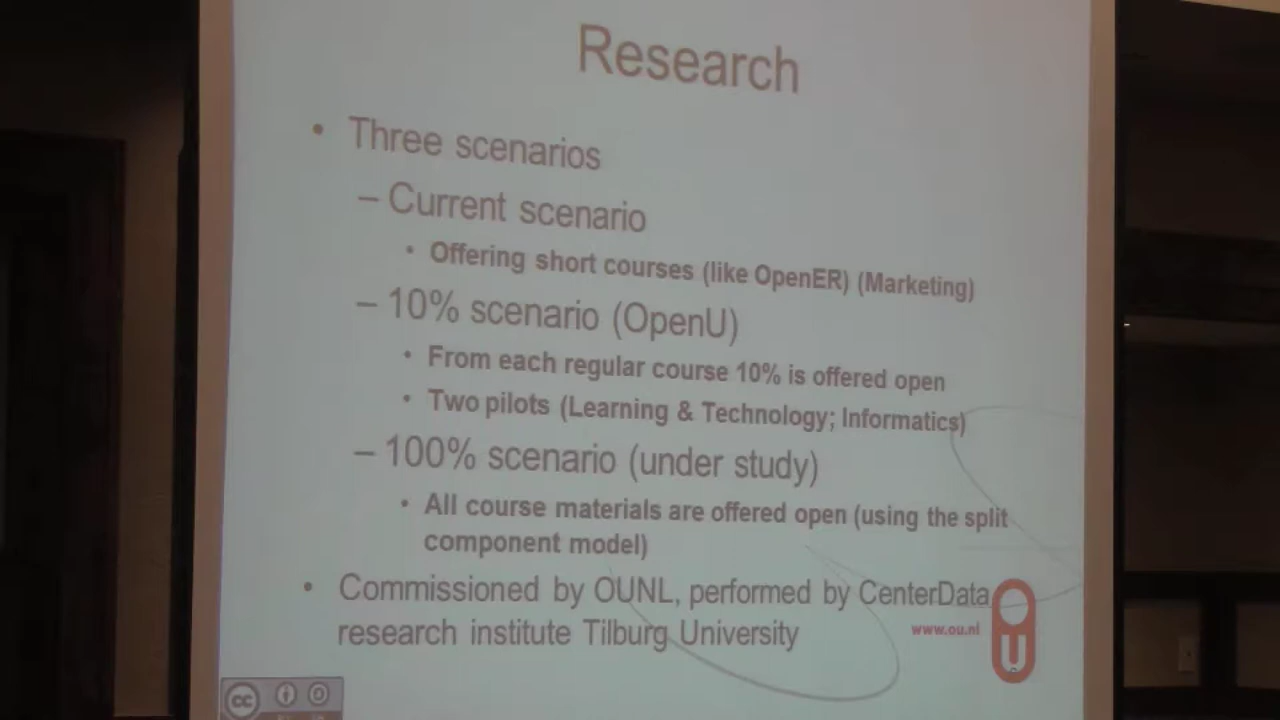 Research
• Three scenarios
– Current scenario
• Offering short courses (like OpenER) (Marketing)
– 10% scenario (OpenU)
• From each regular course 10% is offered open
• Two pilots (Learning & Technology; Informatics)
– 100% scenario (under study)
• All course materials are offered open (using the split
component model)
• Commissioned by OUNL, performed by CenterData
research institute Tilburg University
www.ou.nl
cc